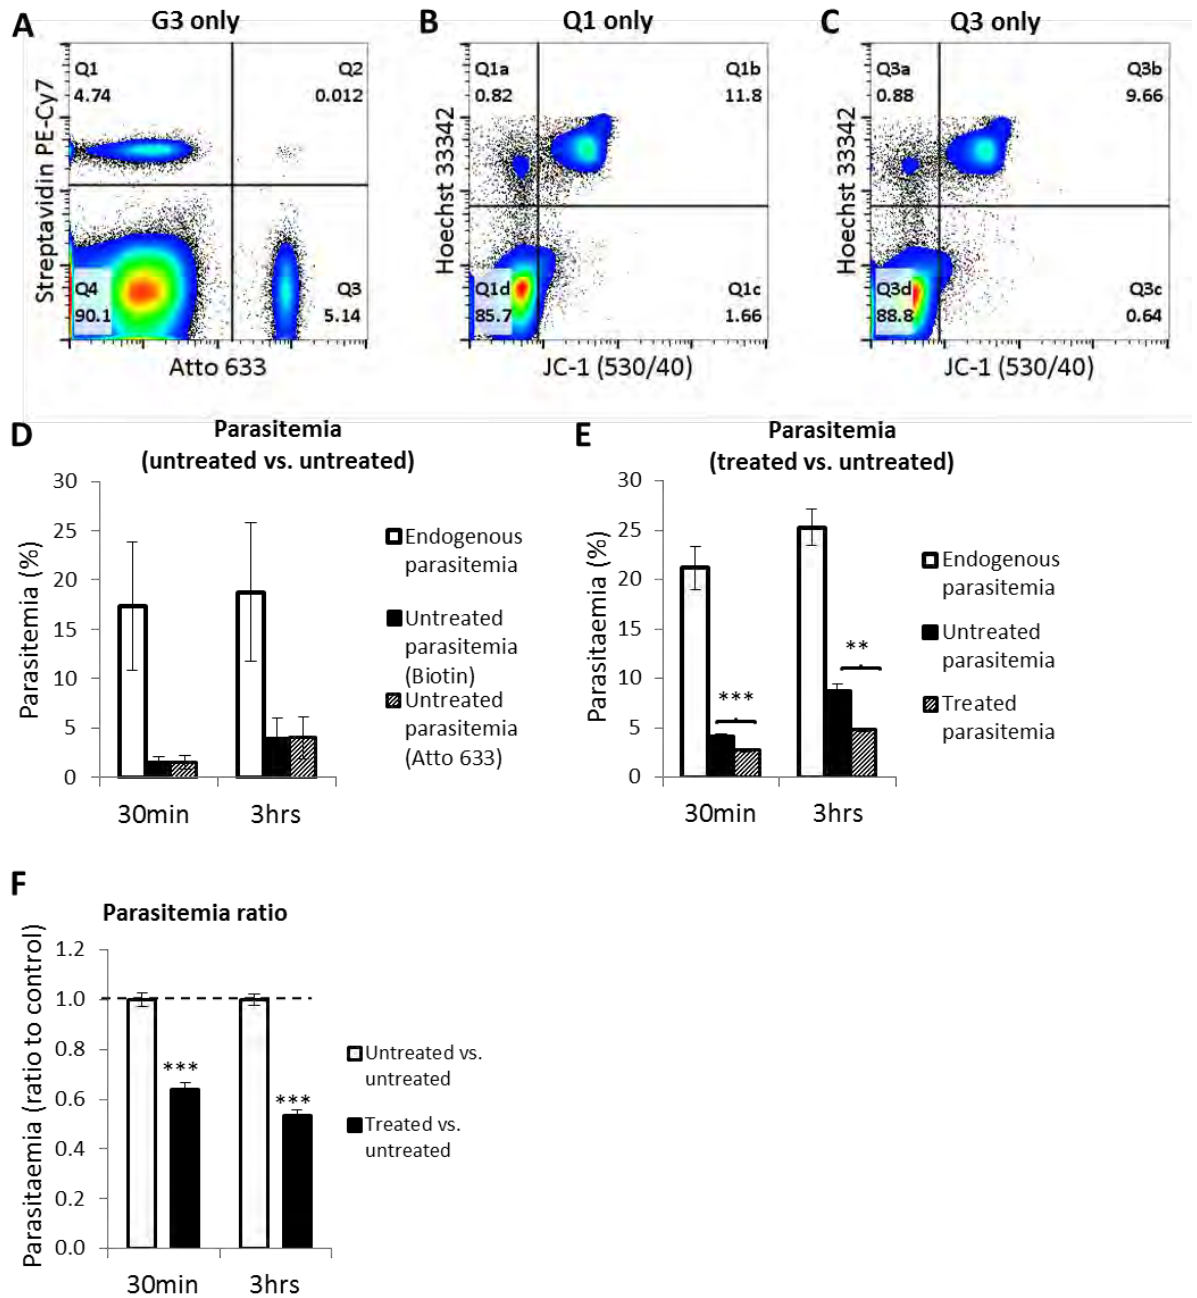 A
G3 only
Q1
4.74
Q2
0.012
Q4
90.1
Q3
5.14
Streptavidin PE-Cy7
Atto 633
B
Q1 only
Q1a
0.82
Q1b
11.8
Q1d
85.7
Q1c
1.66
Hoechst 33342
JC-1 (530/40)
C
Q3 only
Q3a
0.88
Q3b
9.66
Q3d
88.8
Q3c
0.64
Hoechst 33342
JC-1 (530/40)
D
Parasitemia
(untreated vs. untreated)
Parasitemia (%)
30
25
20
15
10
5
0
30min
3hrs
Endogenous
parasitemia
Untreated
parasitemia
(Biotin)
Untreated
parasitemia
(Atto 633)
E
Parasitemia
(treated vs. untreated)
Parasitaemia (%)
30
25
20
15
10
5
0
***
**
30min
3hrs
Endogenous
parasitemia
Untreated
parasitemia
Treated
parasitemia
F
Parasitemia ratio
Parasitaemia (ratio to control)
1.2
1.0
0.8
0.6
0.4
0.2
0.0
***
***
30min
3hrs
Untreated vs.
untreated
Treated vs.
untreated